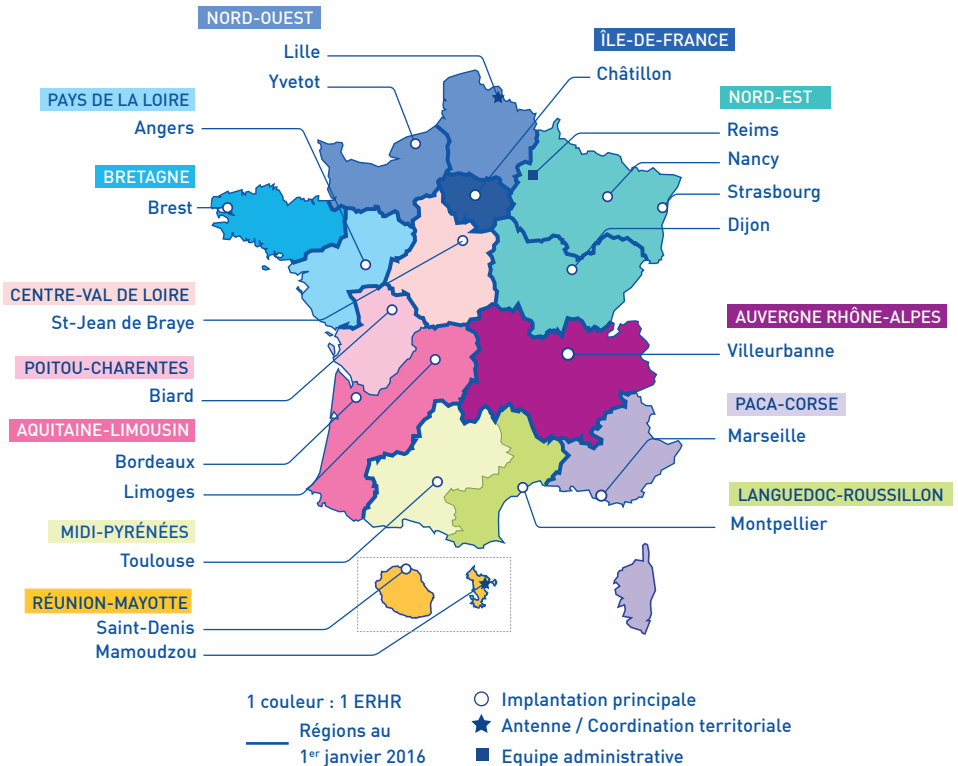 NORD-OUEST
Lille
Yvetot
PAYS DE LA LOIRE
Angers
BRETAGNE
Brest
CENTRE-VAL DE LOIRE
St-Jean de Braye
POITOU-CHARENTES
Biard
AQUITAINE-LIMOUSIN
Bordeaux
Limoges
MIDI-PYRÉNÉES
Toulouse
RÉUNION-MAYOTTE
Saint-Denis
Mamoudzou
ÎLE-DE-FRANCE
Châtillon
NORD-EST
Reims
Nancy
Strasbourg
Dijon
AUVERGNE RHÔNE-ALPES
Villeurbanne
PACA-CORSE
Marseille
LANGUEDOC-ROUSSILLON
Montpellier
1 couleur : 1 ERHR
Régions au
1er janvier 2016
Implantation principale
Antenne / Coordination territoriale
Equipe administrative